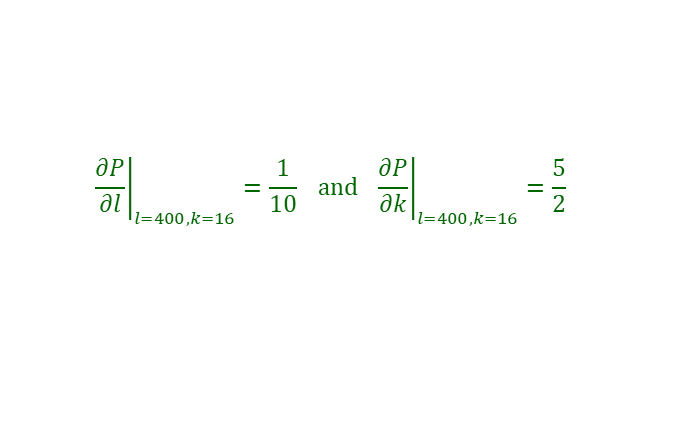 ∂P/∂l|l=400,k=16 = 1/10 and ∂P/∂k|l=400,k=16 = 5/2